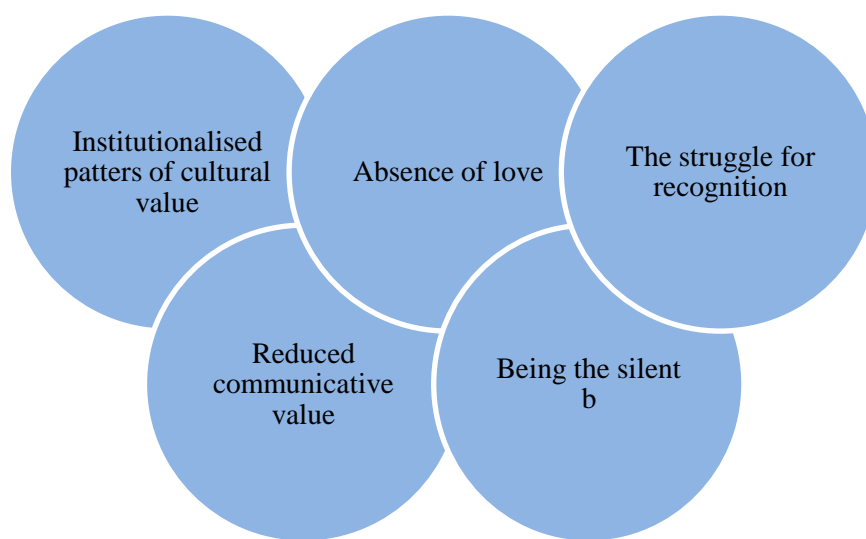 Institutionalised
patters of cultural
value
Absence of love
The struggle for
recognition
Reduced
communicative
value
Being the silent
b